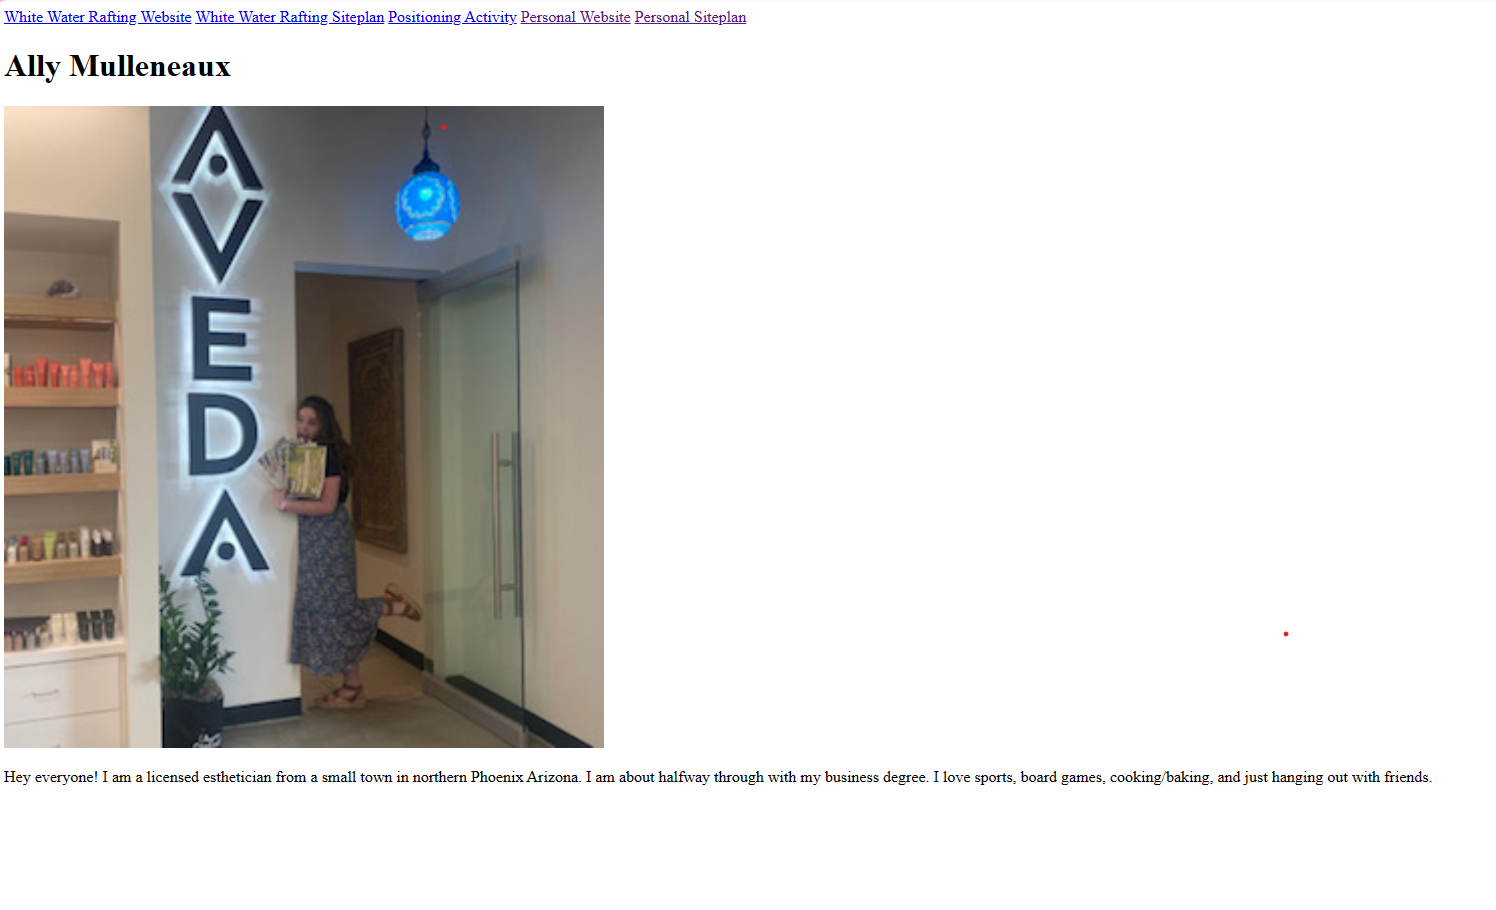 White Water Rafting Website White Water Rafting Siteplan Positioning Activity Personal Website Personal Siteplan
Ally Mulleneaux
AVEDA
Hey everyone! I am a licensed esthetician from a small town in northern Phoenix Arizona. I am about halfway through with my business degree. I love sports, board games, cooking/baking, and just hanging out with friends.